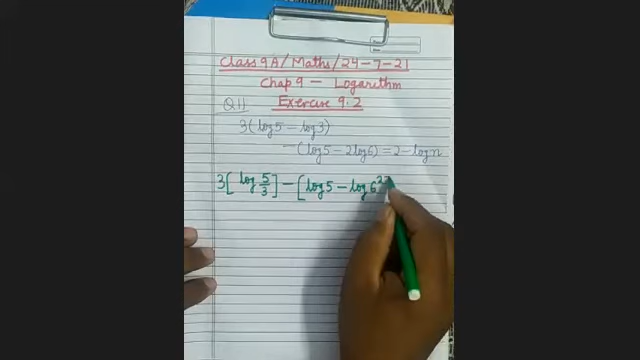 Class 9A/Maths/24-7-21
Chap 9 - Logarithm
Exercise 9.2
Q11
3(log5 - log3)
-(log5 - 2log6) = 2 - logn
3[log 5/3] - [log5 - log6²]